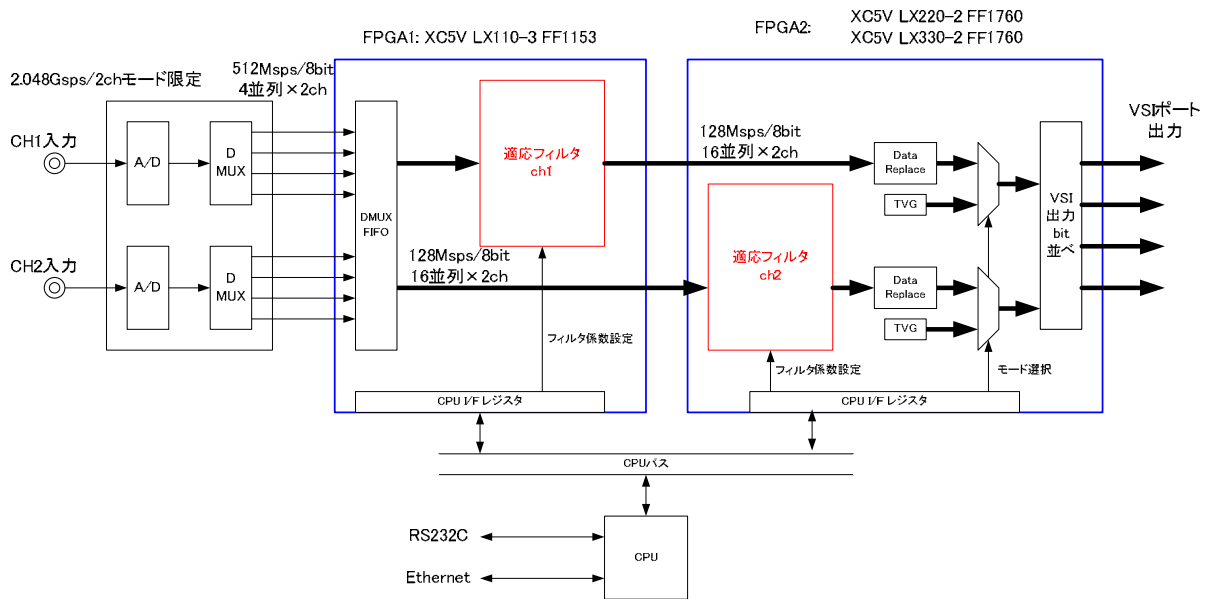 FPGA1: XC5V LX110-3 FF1153
FPGA2:
XC5V LX220-2 FF1760
XC5V LX330-2 FF1760
2.048Gsps/2chモード限定
512Msps/8bit
4並列×2ch
CH1入力
A/D
D
MUX
CH2入力
A/D
D
MUX
DMUX
FIFO
適応フィルタ
ch1
128Msps/8bit
16並列×2ch
フィルタ係数設定
CPU I/Fレジスタ
128Msps/8bit
16並列×2ch
適応フィルタ
ch2
Data
Replace
TVG
Data
Replace
TVG
フィルタ係数設定
モード選択
CPU I/Fレジスタ
VSI
出力
bit
並べ
VSIポート
出力
CPUバス
CPU
RS232C
Ethernet